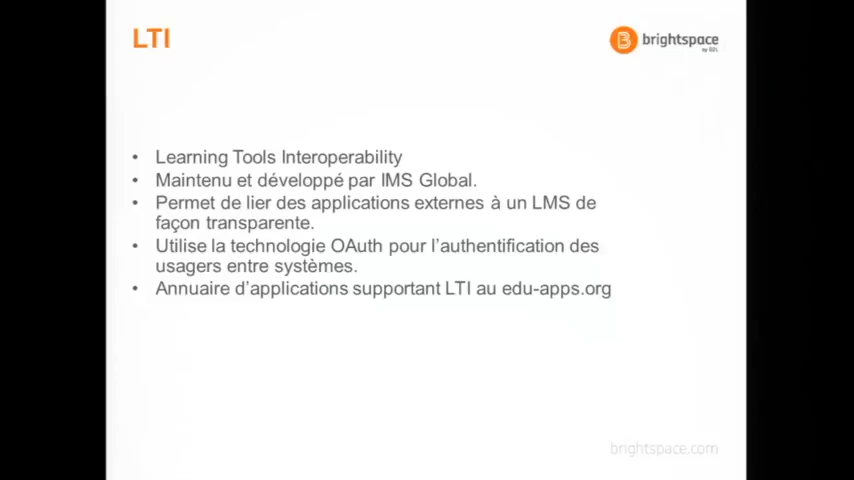 LTI
brightspace
by D2L
• Learning Tools Interoperability
• Maintenu et développé par IMS Global.
• Permet de lier des applications externes à un LMS de
façon transparente.
• Utilise la technologie OAuth pour l’authentification des
usagers entre systèmes.
• Annuaire d’applications supportant LTI au edu-apps.org
brightspace.com